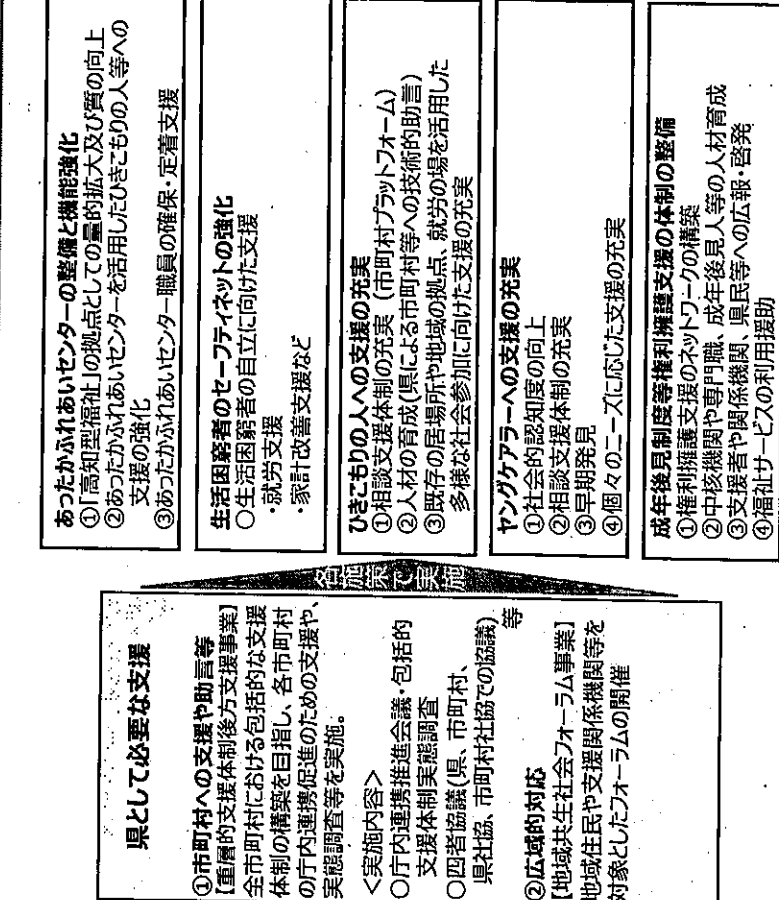 県として必要な支援
①市町村への支援や助言等
【重層的支援体制後方支援事業】
全市町村における包括的な支援
体制の構築を目指し、各市町村
の庁内連携促進のための支援や、
実態調査等を実施。
＜実施内容＞
○庁内連携推進会議・包括的
支援体制実態調査
○四者協議(県、市町村、
県社協、市町村社協での協議)
等
②広域的対応
【地域共生社会フォーラム事業】
地域住民や支援関係機関等を
対象としたフォーラムの開催
各施策で実施
あったかふれあいセンターの整備と機能強化
①「高知型福祉」の拠点としての量的拡大及び質の向上
②あったかふれあいセンターを活用したひきこもりの人等への
支援の強化
③あったかふれあいセンター職員の確保・定着支援
生活困窮者のセーフティネットの強化
○生活困窮者の自立に向けた支援
・就労支援
・家計改善支援など
ひきこもりの人への支援の充実
①相談支援体制の充実（市町村プラットフォーム）
②人材の育成(県による市町村等への技術的助言)
③既存の居場所や地域の拠点、就労の場を活用した
多様な社会参加に向けた支援の充実
ヤングケアラーへの支援の充実
①社会的認知度の向上
②相談支援体制の充実
③早期発見
④個々のニーズに応じた支援の充実
成年後見制度等権利擁護支援の体制の整備
①権利擁護支援のネットワークの構築
②中核機関や専門職、成年後見人等の人材育成
③支援者や関係機関、県民等への広報・啓発
④福祉サービスの利用援助